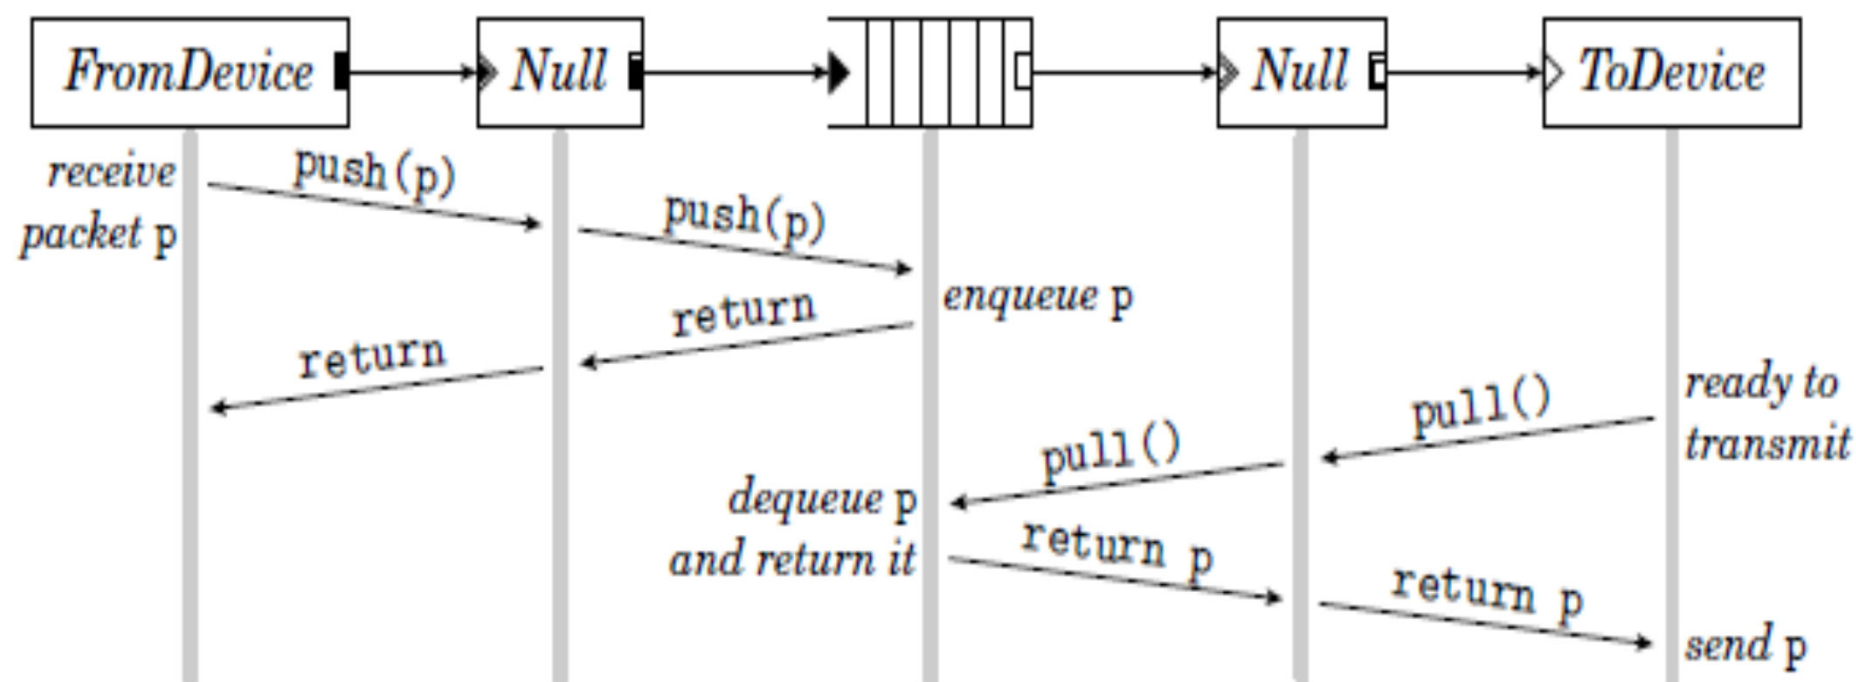 FromDevice
Null
Null
ToDevice
receive
packet p
push(p)
push(p)
enqueue p
return
return
ready to
transmit
pull()
pull()
dequeue p
and return it
return p
return p
send p